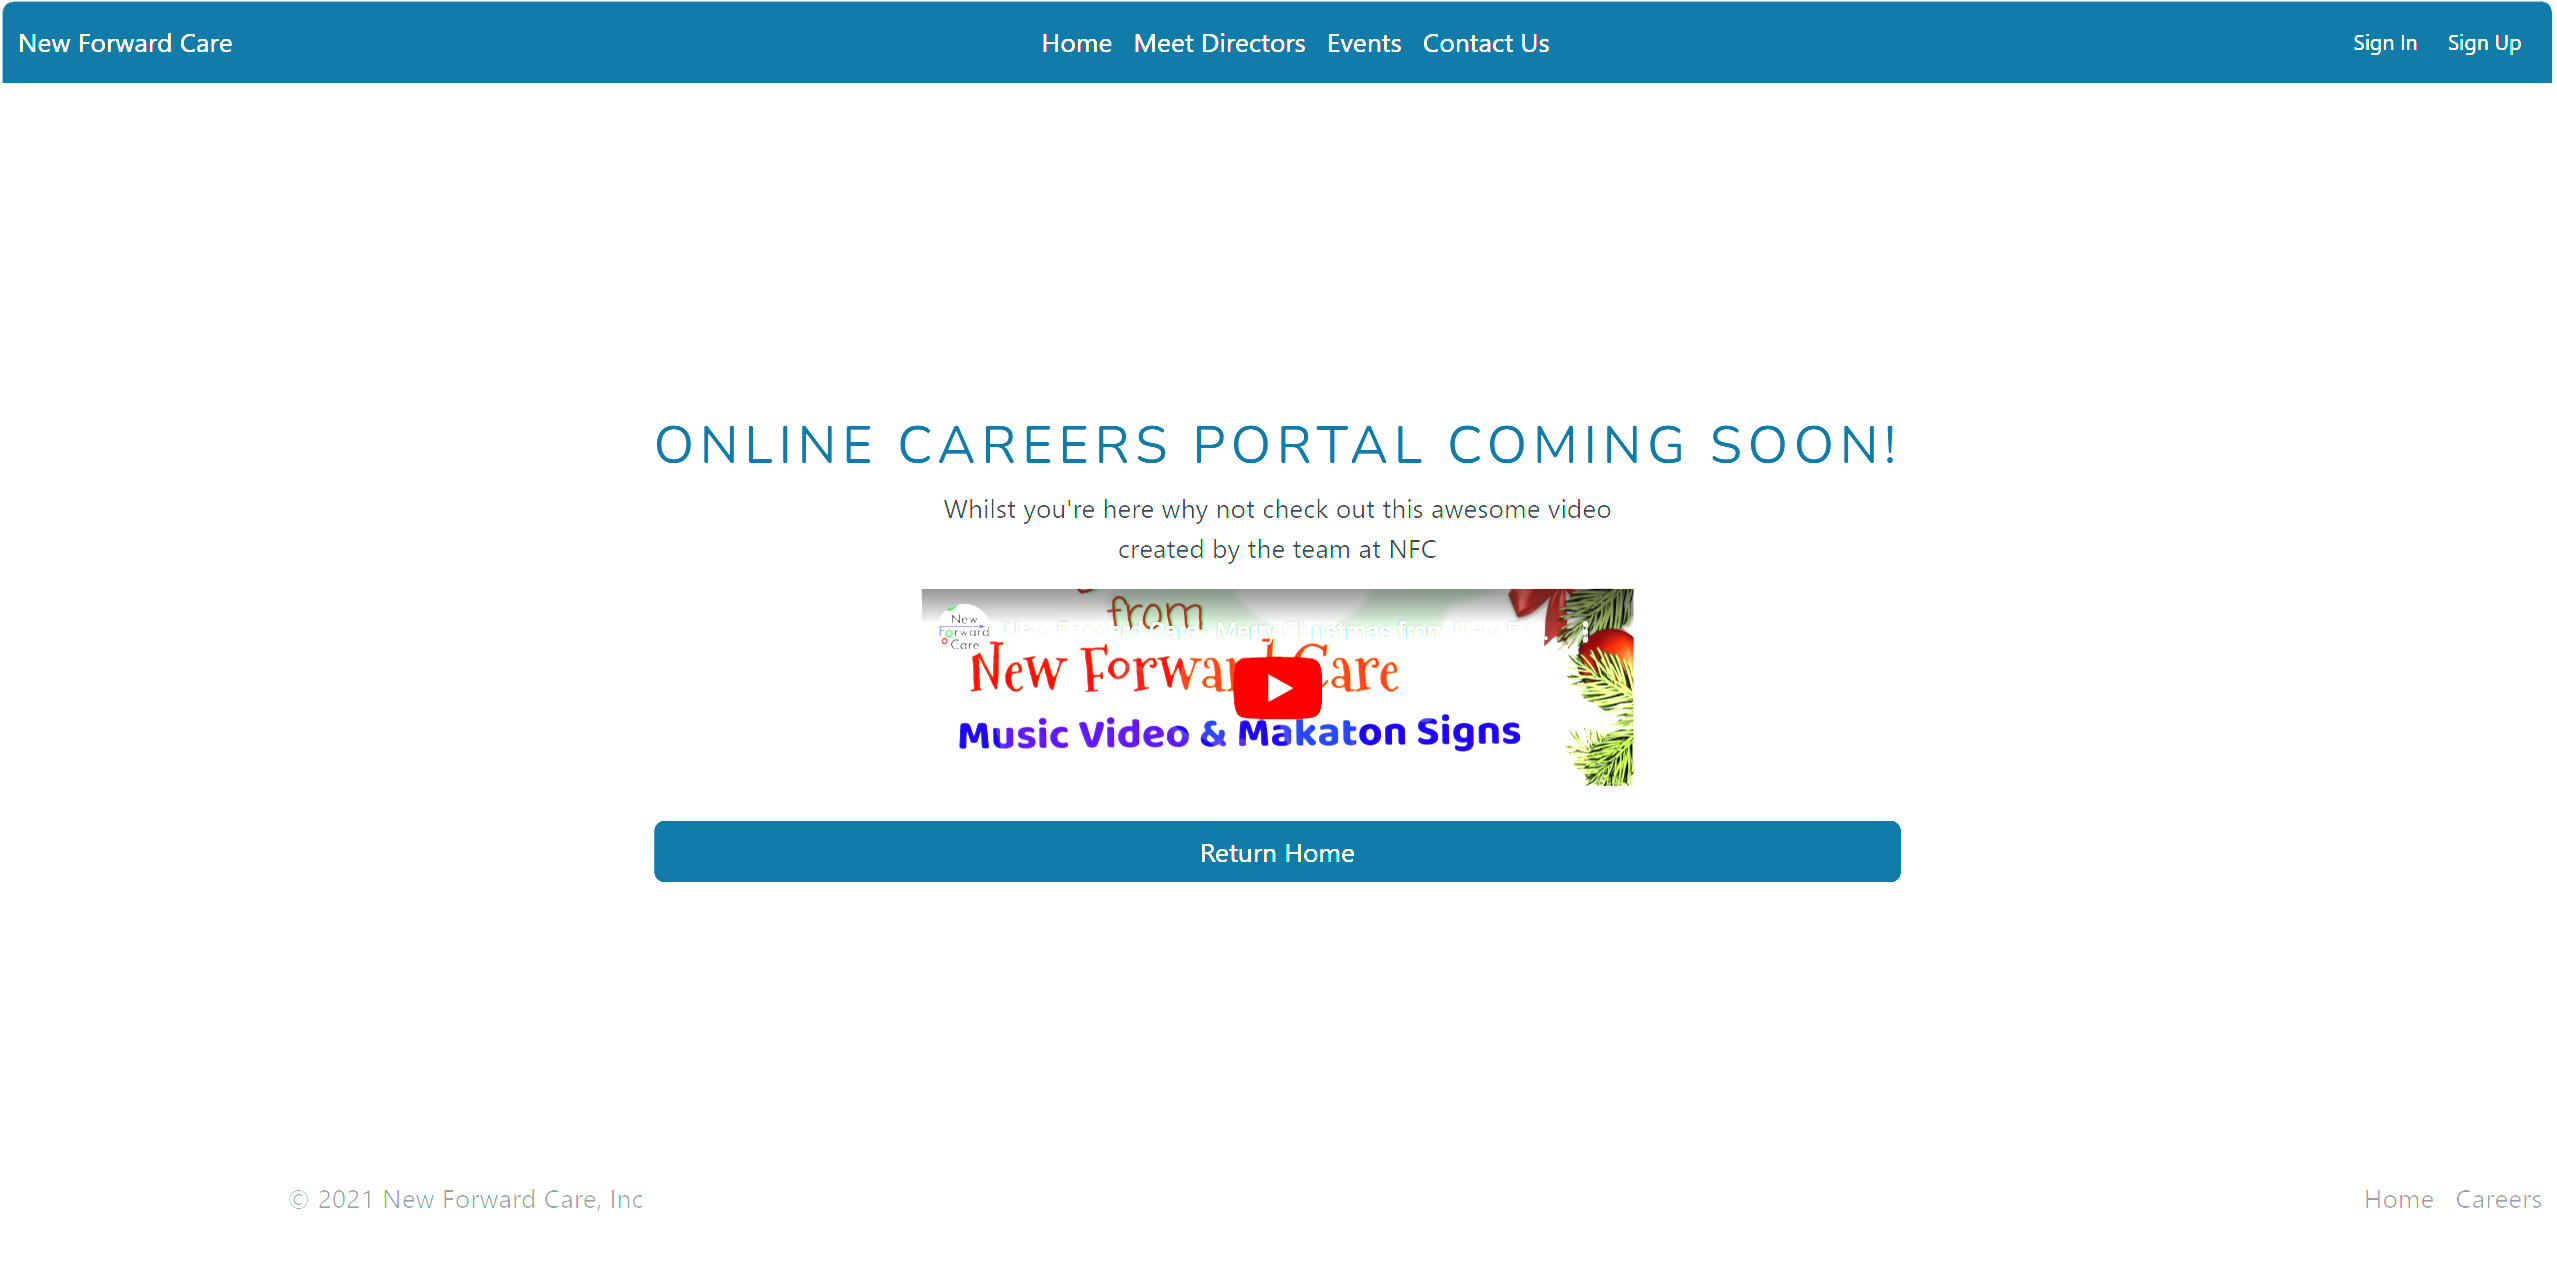 New Forward Care
Home Meet Directors Events Contact Us
Sign In Sign Up
ONLINE CAREERS PORTAL COMING SOON!
Whilst you're here why not check out this awesome video
created by the team at NFC
from
New
Forward
Care
New Forward Care - Merry Christmas from New Fo...
New Forward Care
Music Video & Makaton Signs
Return Home
© 2021 New Forward Care, Inc
Home Careers